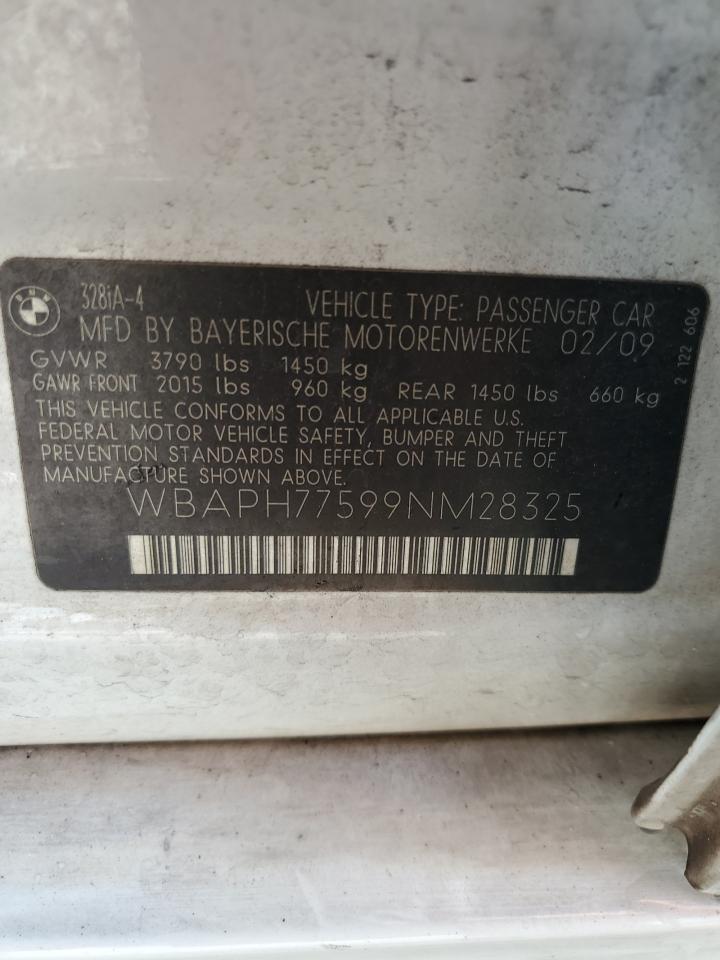 BMW
328iA-4
VEHICLE TYPE: PASSENGER CAR
MFD BY BAYERISCHE MOTORENWERKE 02/09
GVWR 3790 lbs 1450 kg
GAWR FRONT 2015 lbs 960 kg REAR 1450 lbs 660 kg
THIS VEHICLE CONFORMS TO ALL APPLICABLE U.S.
FEDERAL MOTOR VEHICLE SAFETY, BUMPER AND THEFT
PREVENTION STANDARDS IN EFFECT ON THE DATE OF
MANUFACTURE SHOWN ABOVE.
WBAPH77599NM28325
2 122 606